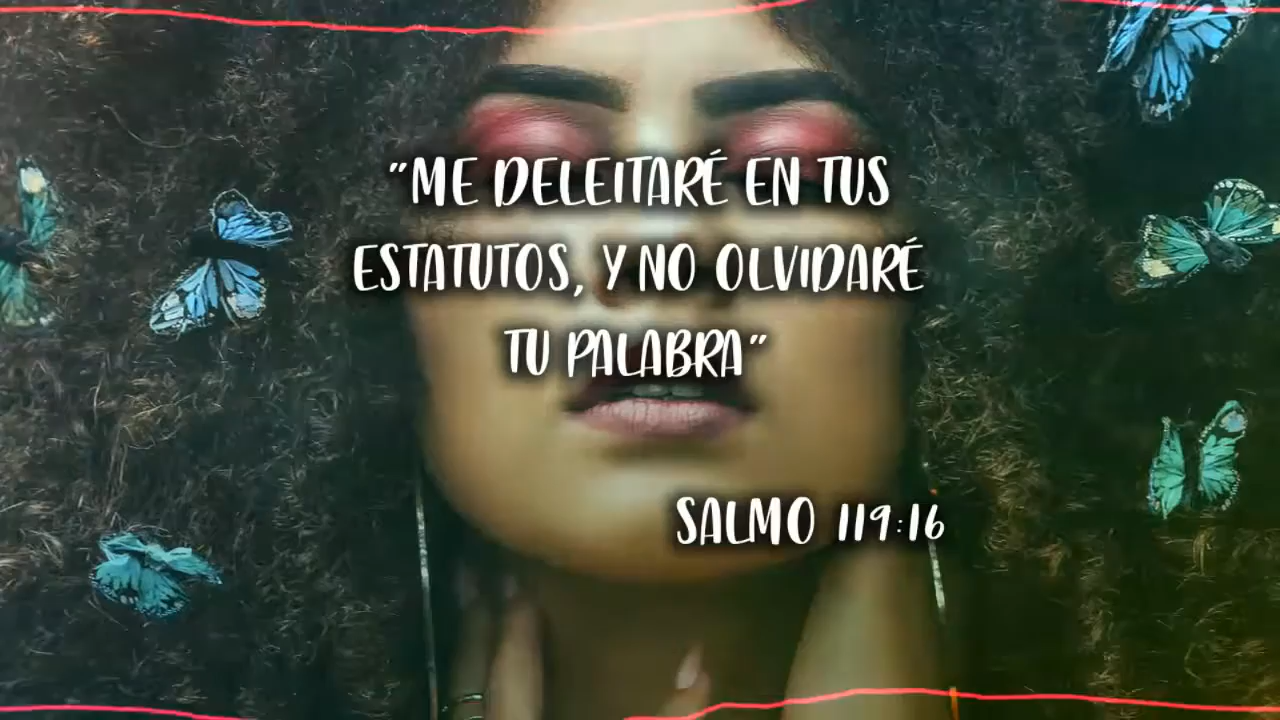 "ME DELEITARÉ EN TUS
ESTATUTOS, Y NO OLVIDARÉ
TU PALABRA"
SALMO 119:16